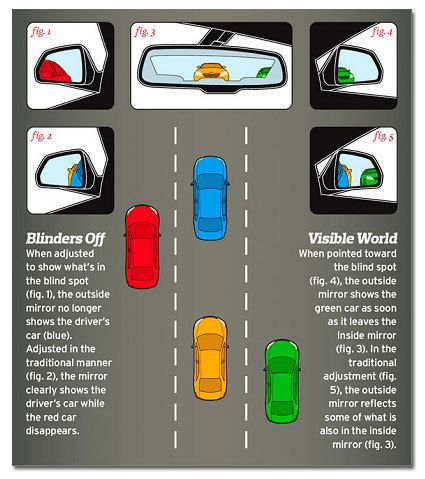 fig. 1
fig. 3
fig. 4
fig. 2
fig. 5
Blinders Off
When adjusted
to show what's in
the blind spot
(fig. 1), the outside
mirror no longer
shows the driver's
car (blue).
Adjusted in the
traditional manner
(fig. 2), the mirror
clearly shows the
driver's car while
the red car
disappears.
Visible World
When pointed toward
the blind spot
(fig. 4), the outside
mirror shows the
green car as soon
as it leaves the
inside mirror
(fig. 3). In the
traditional
adjustment (fig.
5), the outside
mirror reflects
some of what is
also in the inside
mirror (fig. 3).